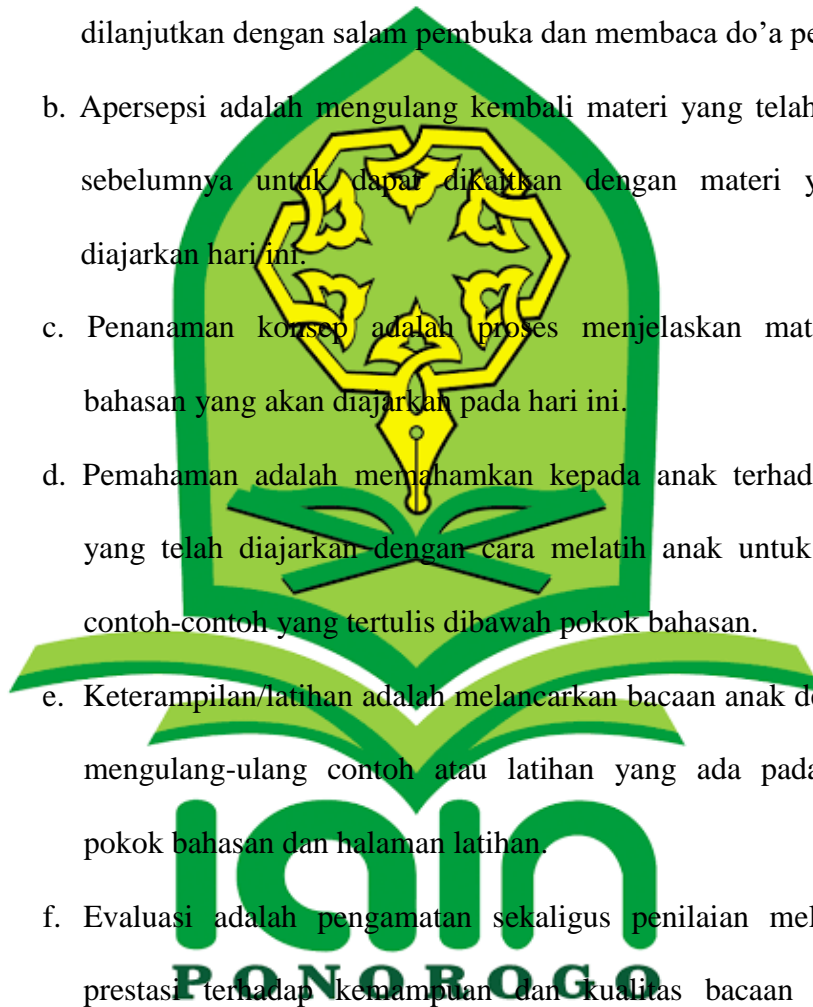 dilanjutkan dengan salam pembuka dan membaca do’a
b. Apersepsi adalah mengulang kembali materi yang telah
sebelumnya untuk dapat dikaitkan dengan materi
diajarkan hari ini.
c. Penanaman konsep adalah proses menjelaskan
bahasan yang akan diajarkan pada hari ini.
d. Pemahaman adalah memahamkan kepada anak
yang telah diajarkan dengan cara melatih anak untuk
contoh-contoh yang tertulis dibawah pokok bahasan.
e. Keterampilan/latihan adalah melancarkan bacaan anak
mengulang-ulang contoh atau latihan yang ada pada
pokok bahasan dan halaman latihan.
iain
f. Evaluasi adalah pengamatan sekaligus penilaian
PONOROGO
prestasi terhadap kemampuan dan kualitas bacaan